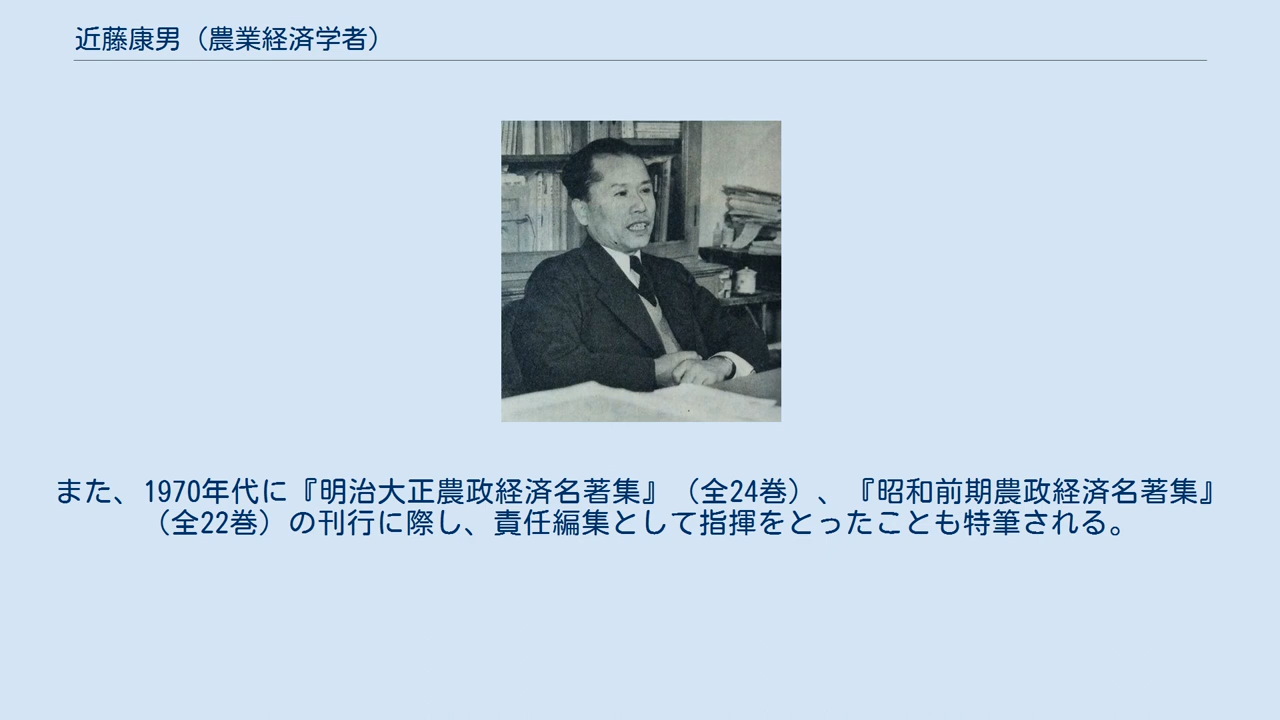 近藤康男（農業経済学者）
また、1970年代に『明治大正農政経済名著集』（全24巻）、『昭和前期農政経済名著集』
（全22巻）の刊行に際し、責任編集として指揮をとったことも特筆される。